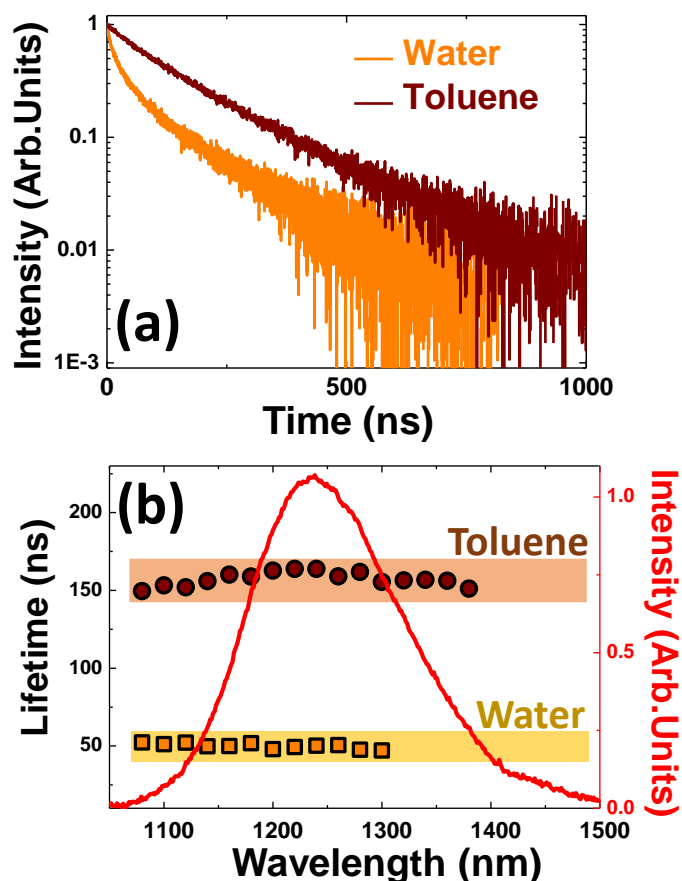 1
0.1
0.01
1E-3
Intensity (Arb.Units)
Water
Toluene
(a)
0
500
1000
Time (ns)
(b)
200
150
100
50
Lifetime (ns)
Toluene
Water
1.0
0.5
0.0
Intensity (Arb.Units)
1100
1200
1300
1400
1500
Wavelength (nm)